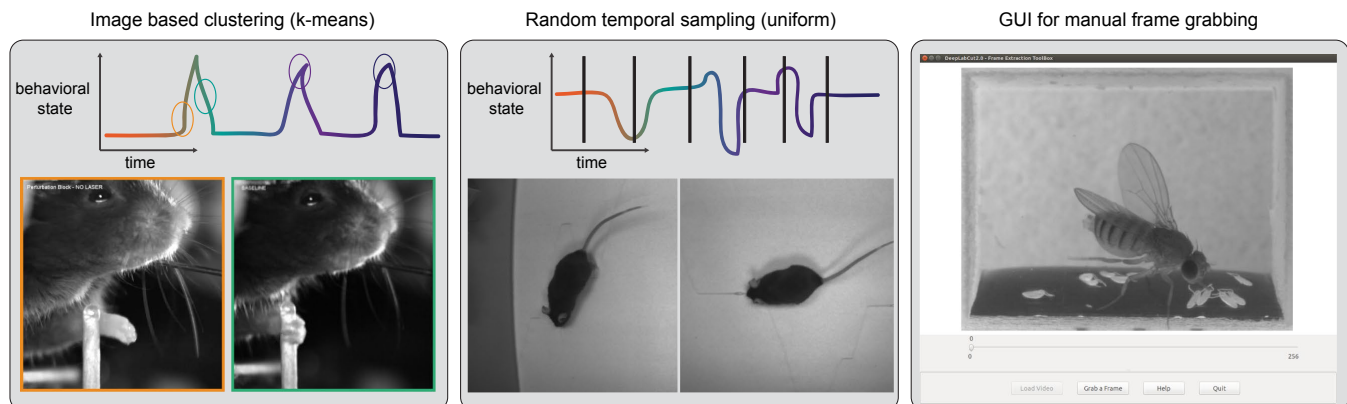 Image based clustering (k-means)
behavioral
state
time
Perturbation Block - NO LASER
BASELINE
Random temporal sampling (uniform)
behavioral
state
time
GUI for manual frame grabbing
DeepLabCut2.0 - Frame Extraction ToolBox
0
0
256
Load Video
Grab a Frame
Help
Quit